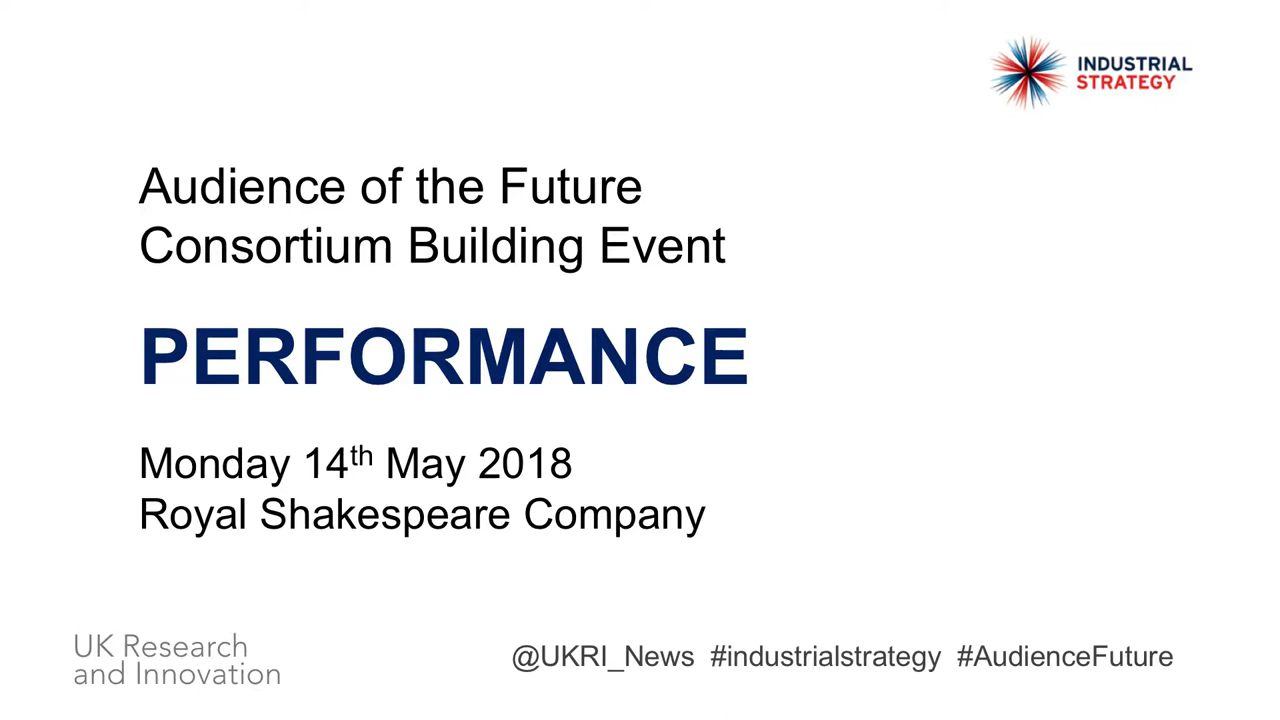 INDUSTRIAL
STRATEGY
Audience of the Future
Consortium Building Event
PERFORMANCE
Monday 14th May 2018
Royal Shakespeare Company
UK Research
and Innovation
@UKRI_News #industrialstrategy #AudienceFuture